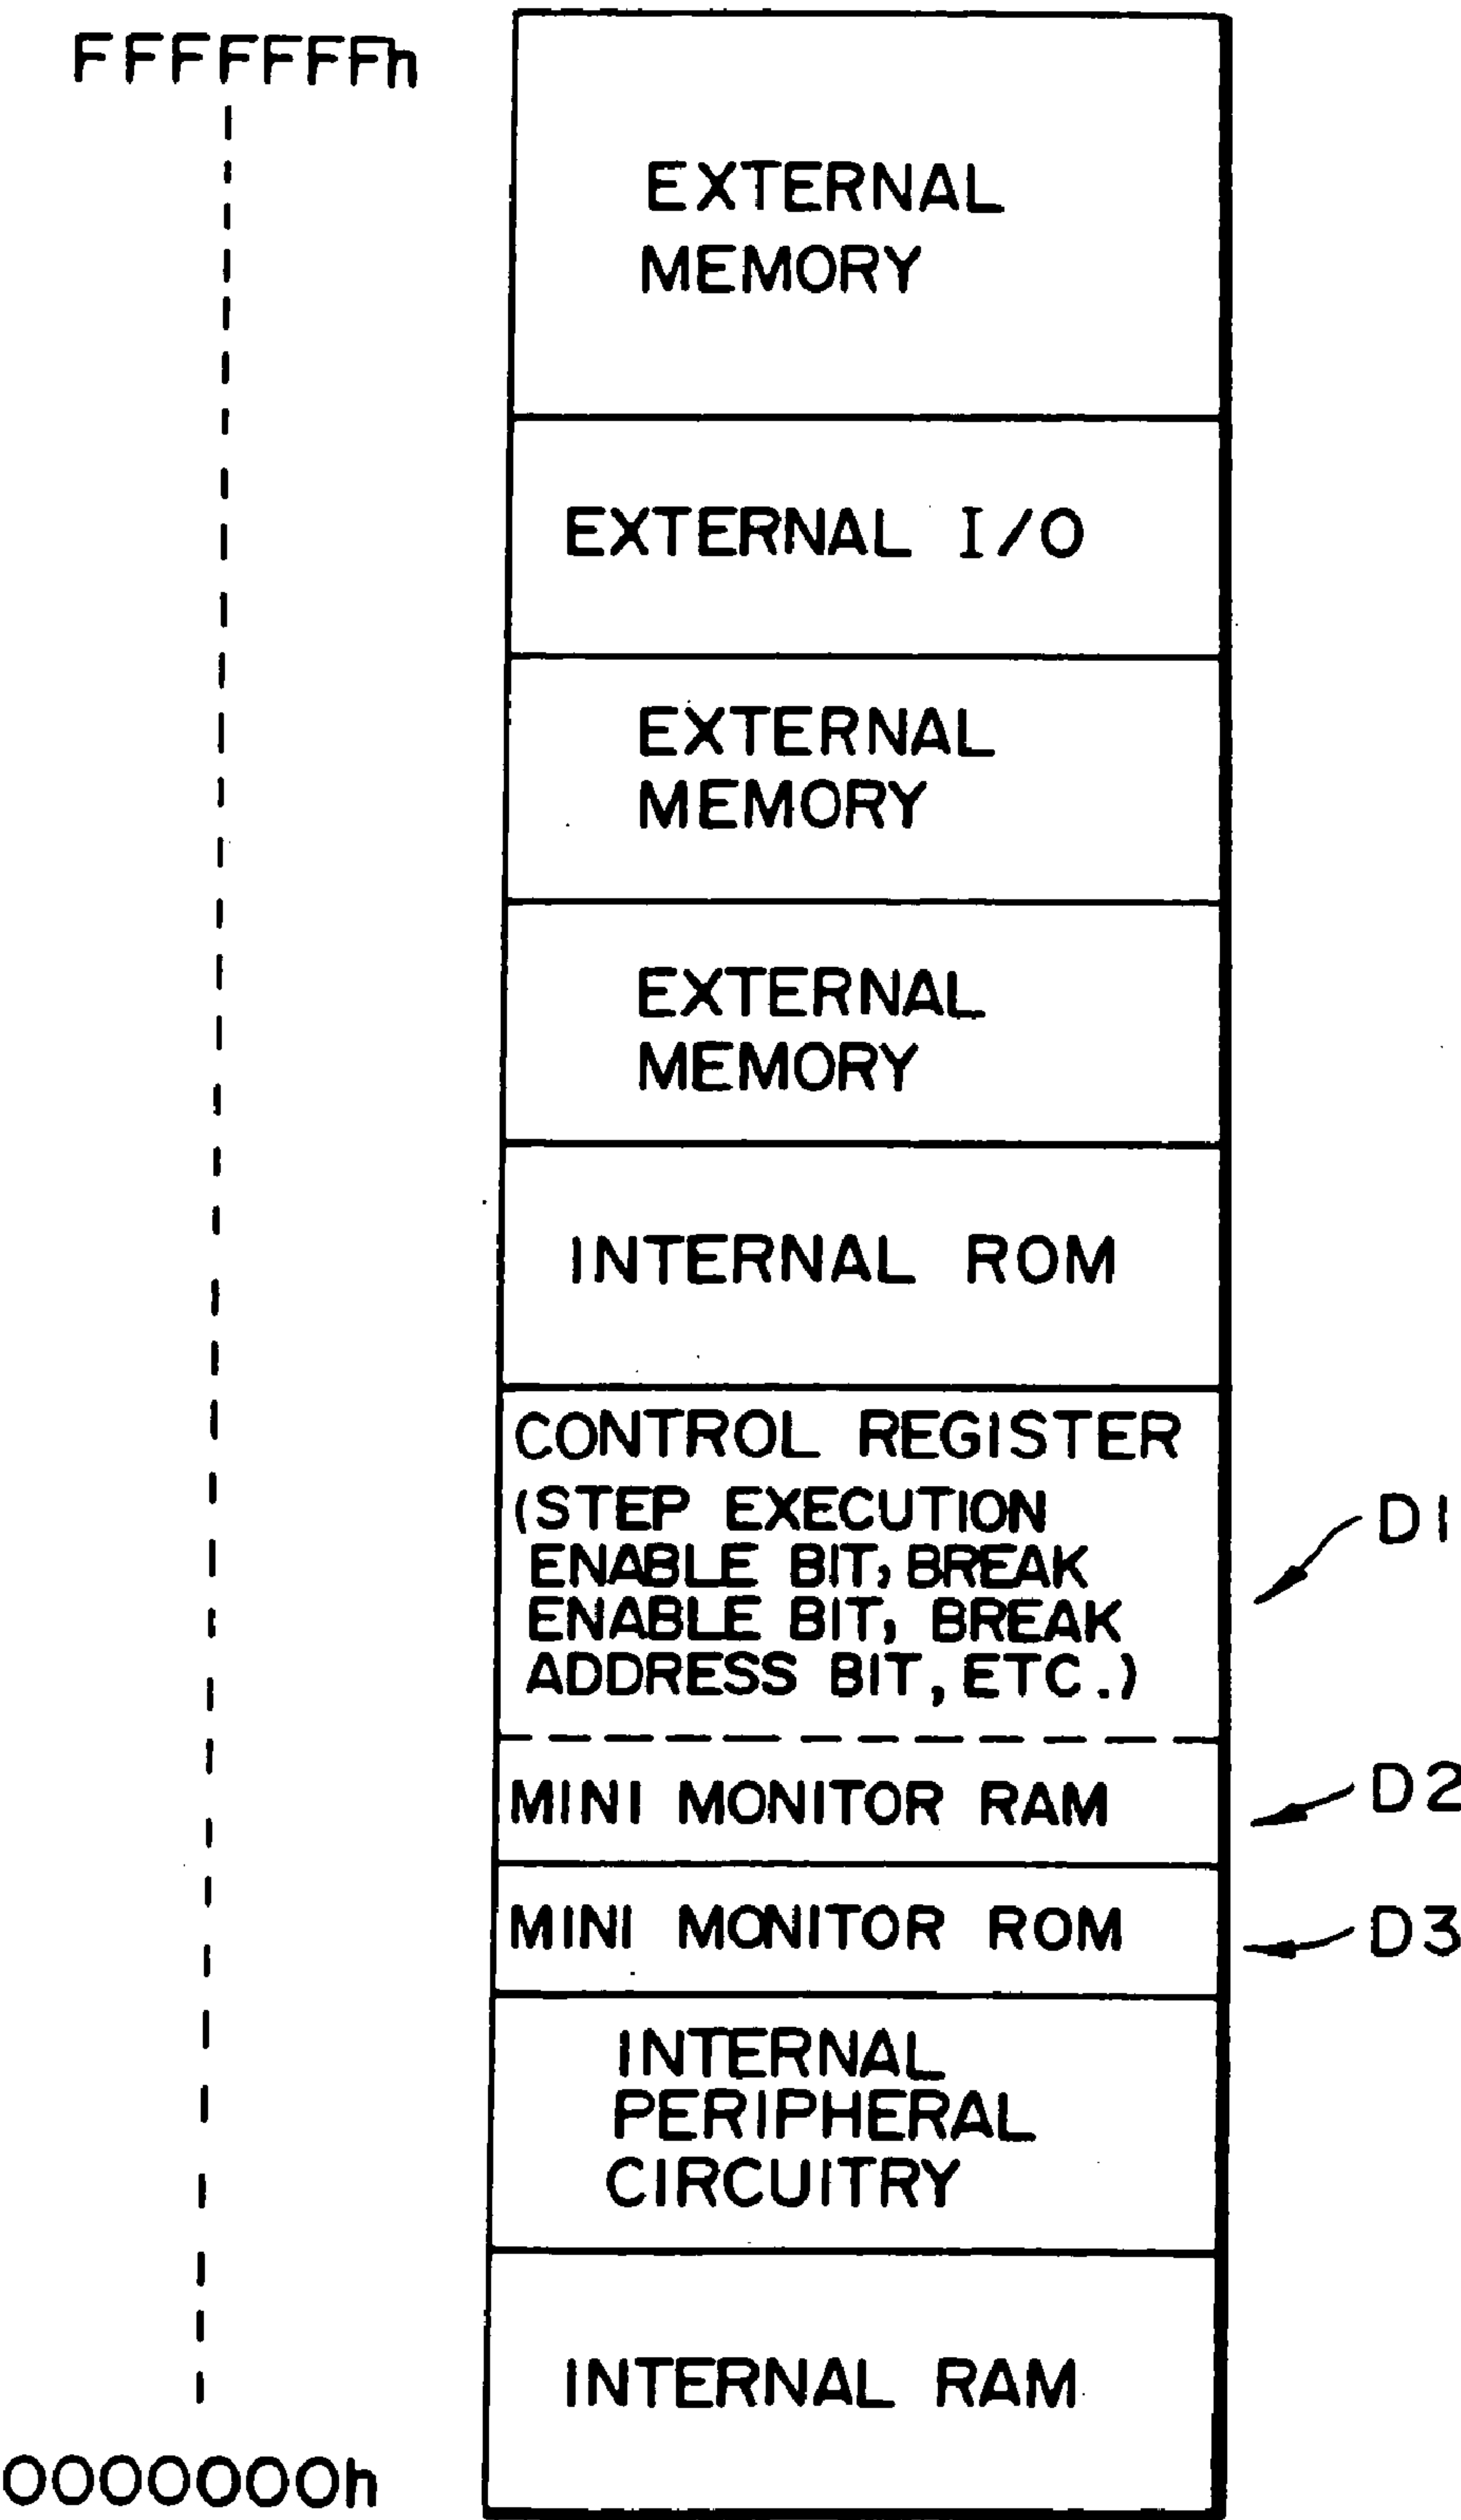 FFFFFFFh
EXTERNAL
MEMORY
EXTERNAL I/O
EXTERNAL
MEMORY
EXTERNAL
MEMORY
INTERNAL ROM
CONTROL REGISTER
(STEP EXECUTION
ENABLE BIT, BREAK
ENABLE BIT, BREAK
ADDRESS BIT, ETC.)
D1
MINI MONITOR RAM
D2
MINI MONITOR ROM
D3
INTERNAL
PERIPHERAL
CIRCUITRY
INTERNAL RAM
0000000h